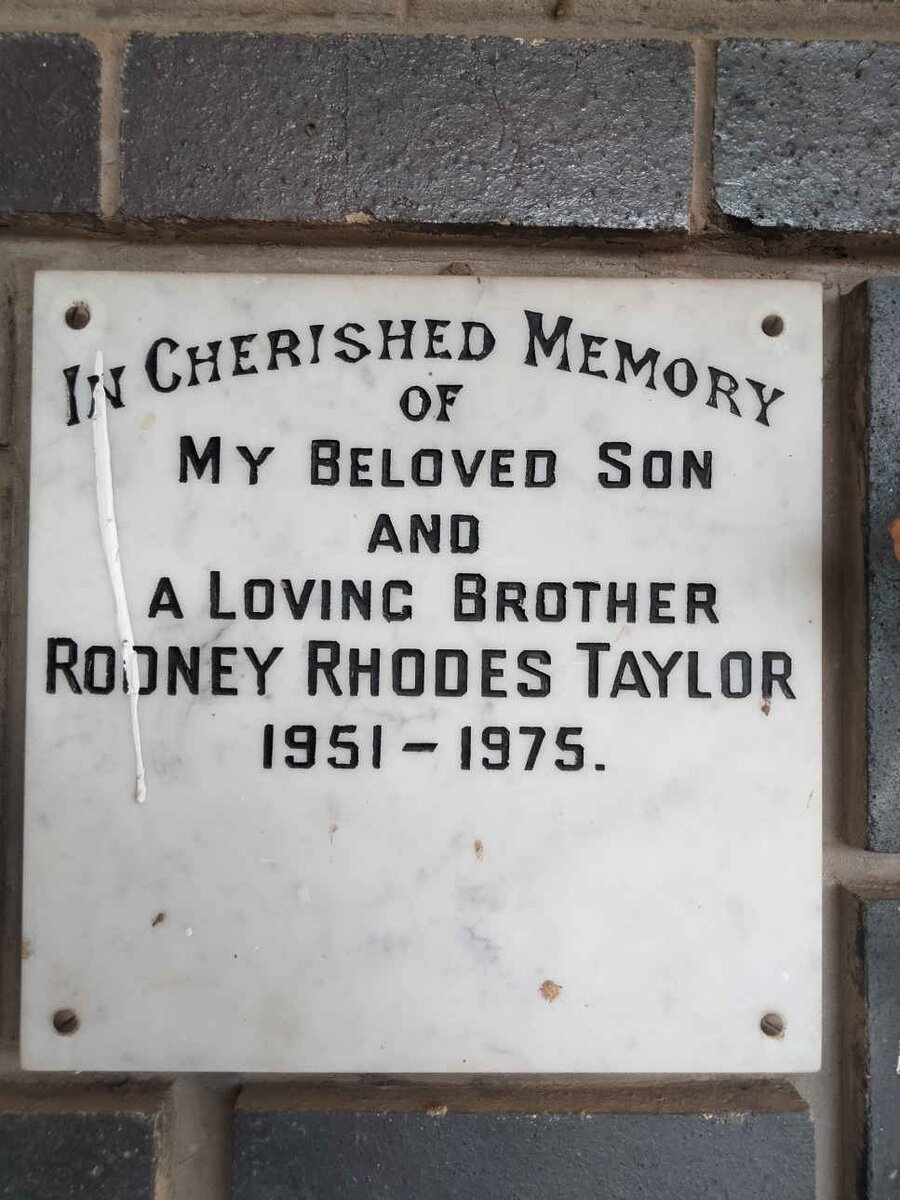 In Cherished Memory
OF
My Beloved Son
AND
A Loving Brother
Rodney Rhodes Taylor
1951 – 1975.